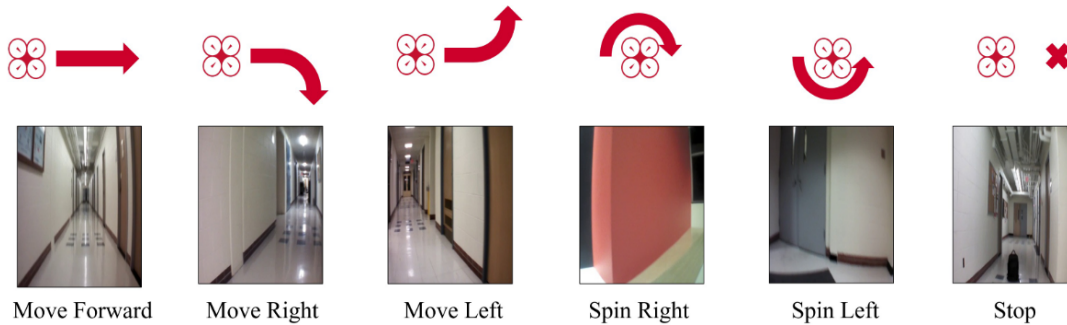 Move Forward
Move Right
Move Left
Spin Right
Spin Left
Stop